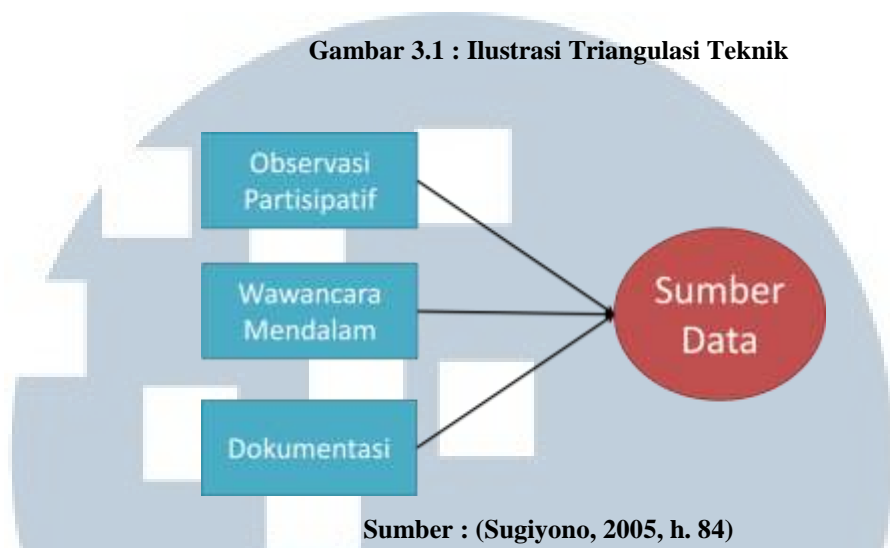 Gambar 3.1 : Ilustrasi Triangulasi Teknik
Observasi
Partisipatif
Wawancara
Mendalam
Dokumentasi
Sumber
Data
Sumber : (Sugiyono, 2005, h. 84)